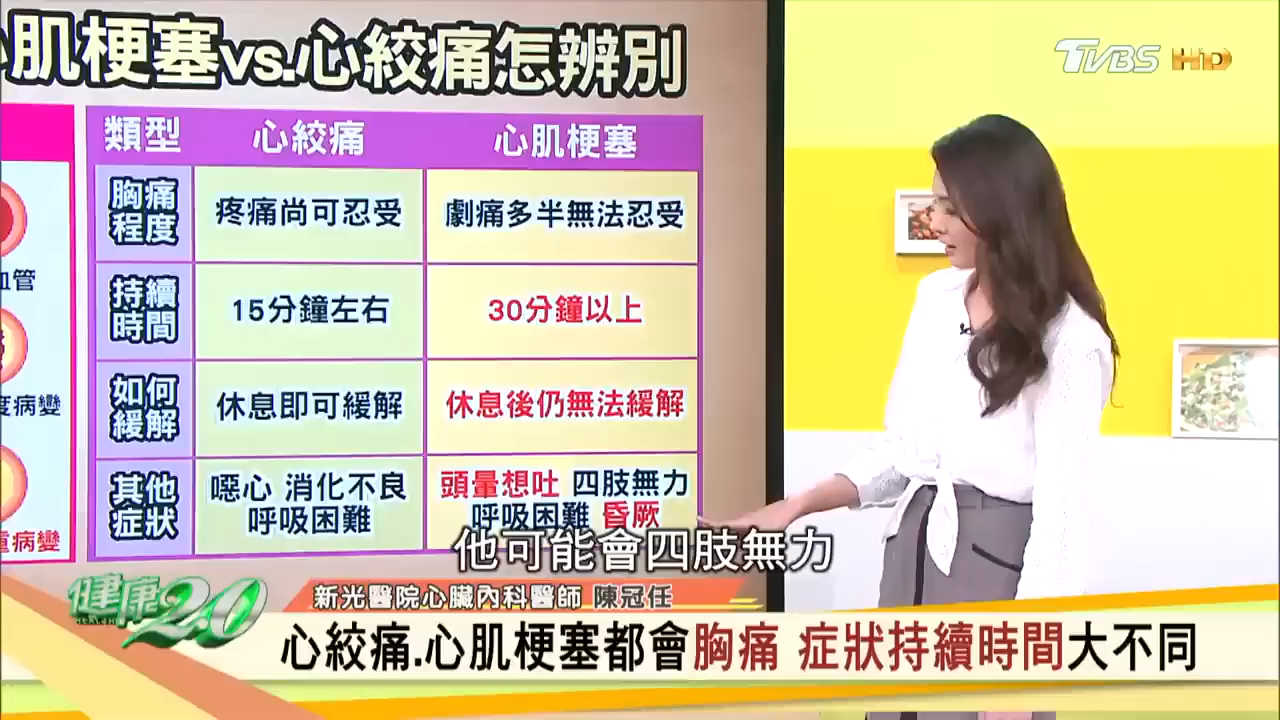 心肌梗塞vs.心絞痛怎辨別
TVBS HD
類型 心絞痛 心肌梗塞
胸痛
程度
疼痛尚可忍受
劇痛多半無法忍受
持續
時間
15分鐘左右
30分鐘以上
如何
緩解
休息即可緩解
休息後仍無法緩解
其他
症狀
噁心 消化不良
呼吸困難
頭暈想吐 四肢無力
呼吸困難 昏厥
血管
度病變
重病變
他可能會四肢無力
健康2.0
HEALTH
新光醫院心臟內科醫師 陳冠任
心絞痛.心肌梗塞都會胸痛 症狀持續時間大不同